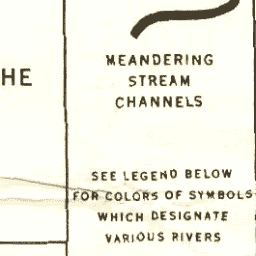 HE
MEANDERING
STREAM
CHANNELS
SEE LEGEND BELOW
FOR COLORS OF SYMBOLS
WHICH DESIGNATE
VARIOUS RIVERS